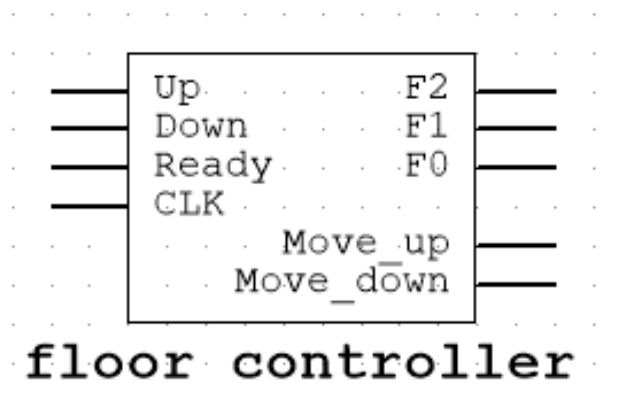 Up F2
Down F1
Ready F0
CLK
Move_up
Move_down
floor controller